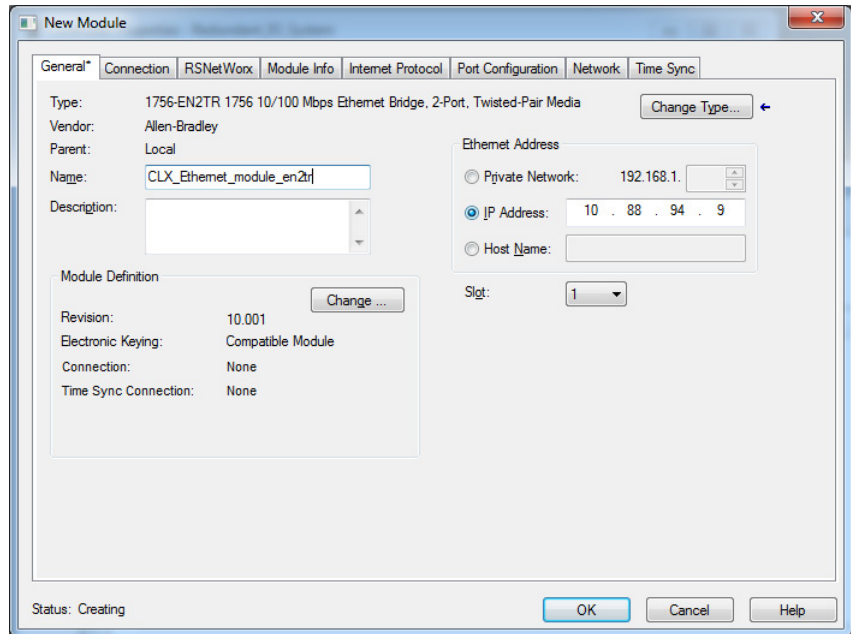 New Module
General* Connection RSNetWorx Module Info Internet Protocol Port Configuration Network Time Sync
Type: 1756-EN2TR 1756 10/100 Mbps Ethernet Bridge, 2-Port, Twisted-Pair Media
Change Type...
Vendor: Allen-Bradley
Parent: Local
Name: CLX_Ethernet_module_en2tr
Description:
Ethernet Address
Private Network: 192.168.1.
IP Address: 10 . 88 . 94 . 9
Host Name:
Slot: 1
Module Definition
Change ...
Revision: 10.001
Electronic Keying: Compatible Module
Connection: None
Time Sync Connection: None
Status: Creating
OK Cancel Help